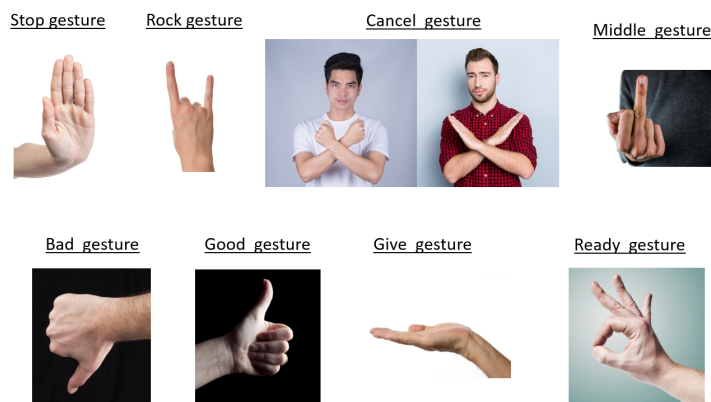 Stop gesture
Rock gesture
Cancel gesture
Middle gesture
Bad gesture
Good gesture
Give gesture
Ready gesture